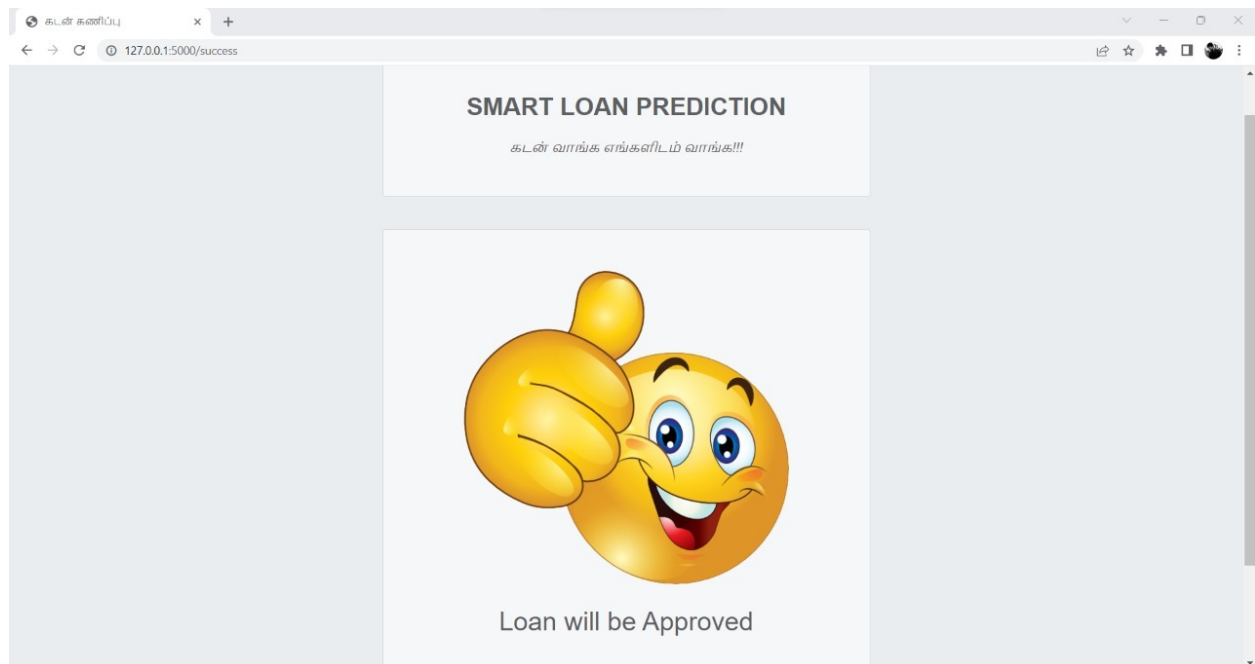 கடன் கணிப்பு
127.0.0.1:5000/success
SMART LOAN PREDICTION
கடன் வாங்க எங்களிடம் வாங்க!!!
Loan will be Approved